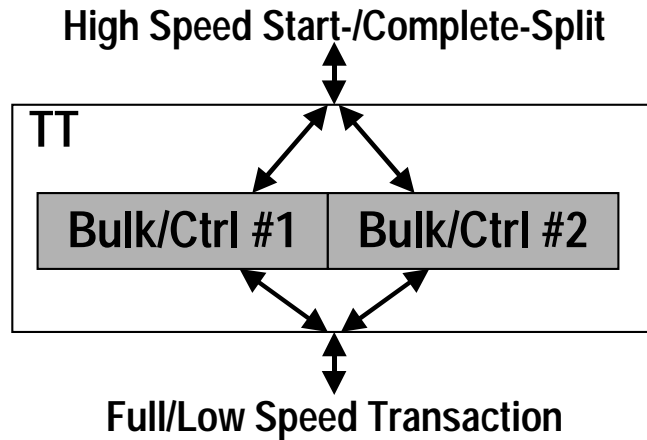 High Speed Start-/Complete-Split
TT
Bulk/Ctrl #1 Bulk/Ctrl #2
Full/Low Speed Transaction